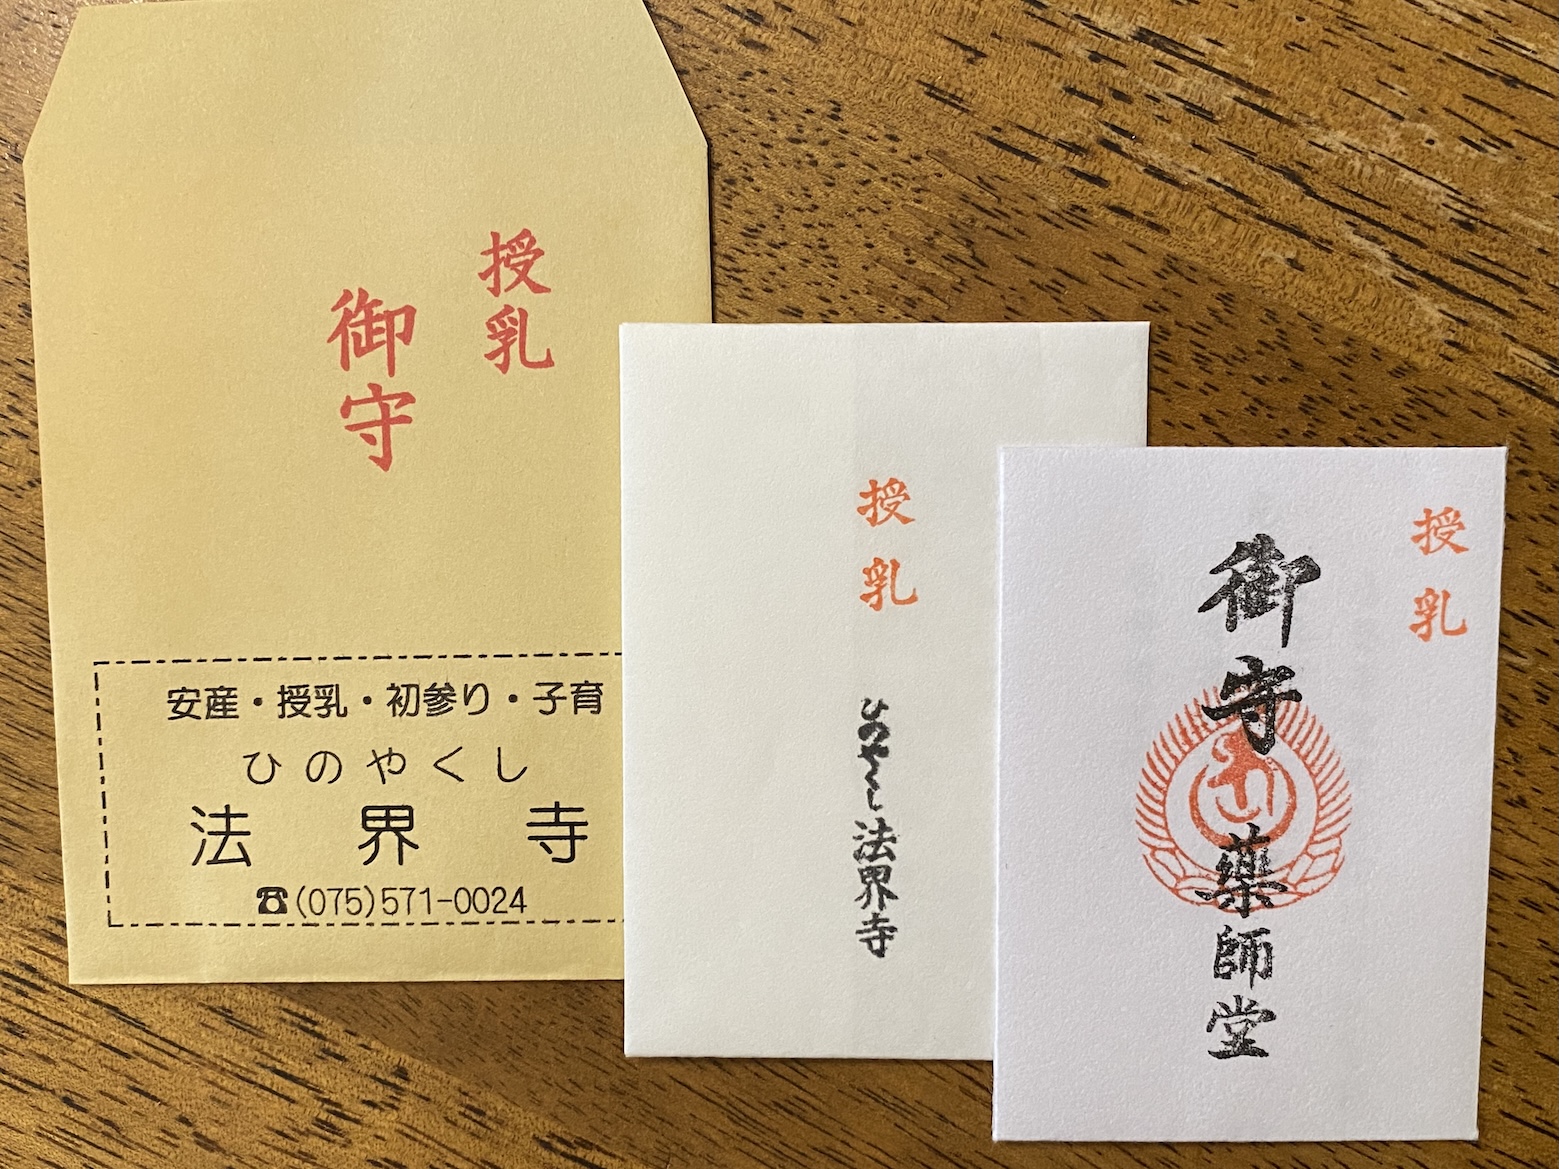 授乳
御守
安産・授乳・初参り・子育
ひのやくし
法界寺
☎(075)571-0024
授乳
ひのやくし法界寺
授乳
御守
薬師堂